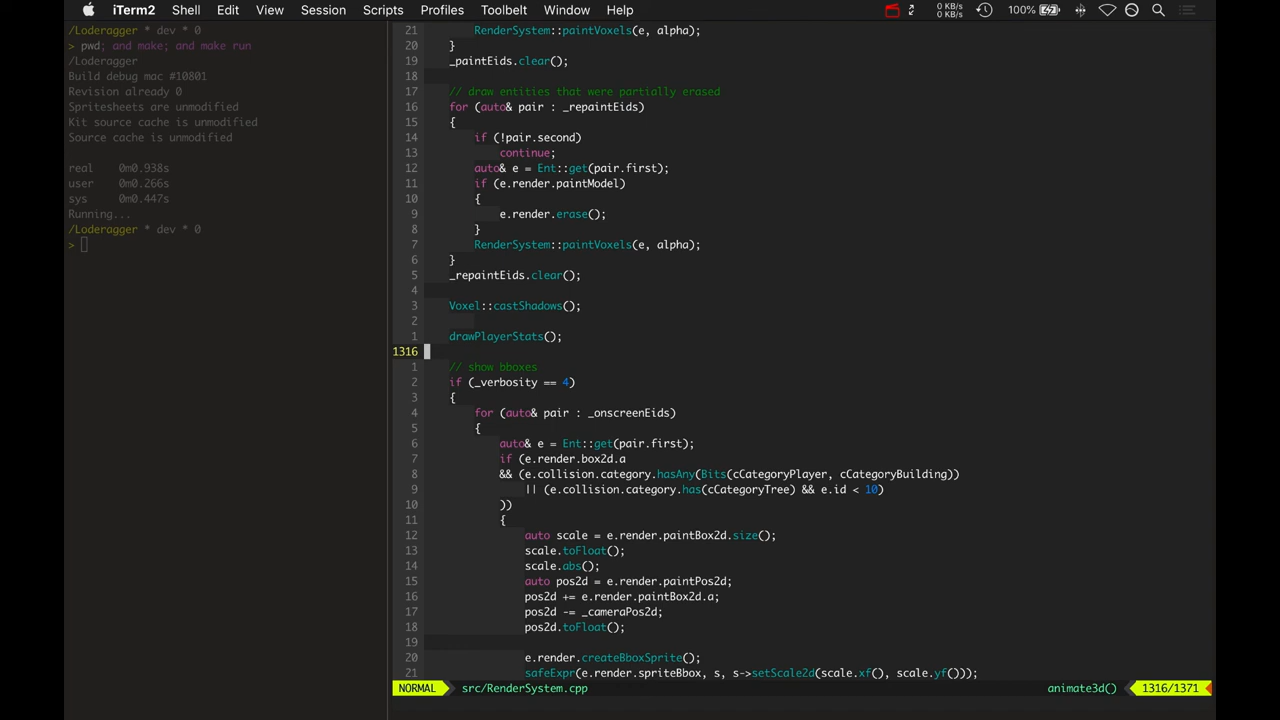 iTerm2 Shell Edit View Session Scripts Profiles Toolbelt Window Help 0 KB/s 0 KB/s 100%
/Loderagger * dev * 0
> pwd; and make; and make run
/Loderagger
Build debug mac #10801
Revision already 0
Spritesheets are unmodified
Kit source cache is unmodified
Source cache is unmodified
real 0m0.938s
user 0m0.266s
sys 0m0.447s
Running...
/Loderagger * dev * 0
>
21 RenderSystem::paintVoxels(e, alpha);
20 }
19 _paintEids.clear();
18
17 // draw entities that were partially erased
16 for (auto& pair : _repaintEids)
15 {
14 if (!pair.second)
13 continue;
12 auto& e = Ent::get(pair.first);
11 if (e.render.paintModel)
10 {
9 e.render.erase();
8 }
7 RenderSystem::paintVoxels(e, alpha);
6 }
5 _repaintEids.clear();
4
3 Voxel::castShadows();
2
1 drawPlayerStats();
1316
1 // show bboxes
2 if (_verbosity == 4)
3 {
4 for (auto& pair : _onscreenEids)
5 {
6 auto& e = Ent::get(pair.first);
7 if (e.render.box2d.a
8 && (e.collision.category.hasAny(Bits(cCategoryPlayer, cCategoryBuilding))
9 || (e.collision.category.has(cCategoryTree) && e.id < 10)
10 ))
11 {
12 auto scale = e.render.paintBox2d.size();
13 scale.toFloat();
14 scale.abs();
15 auto pos2d = e.render.paintPos2d;
16 pos2d += e.render.paintBox2d.a;
17 pos2d -= _cameraPos2d;
18 pos2d.toFloat();
19
20 e.render.createBboxSprite();
21 safeExpr(e.render.spriteBbox, s, s->setScale2d(scale.xf(), scale.yf()));
NORMAL src/RenderSystem.cpp animate3d() 1316/1371